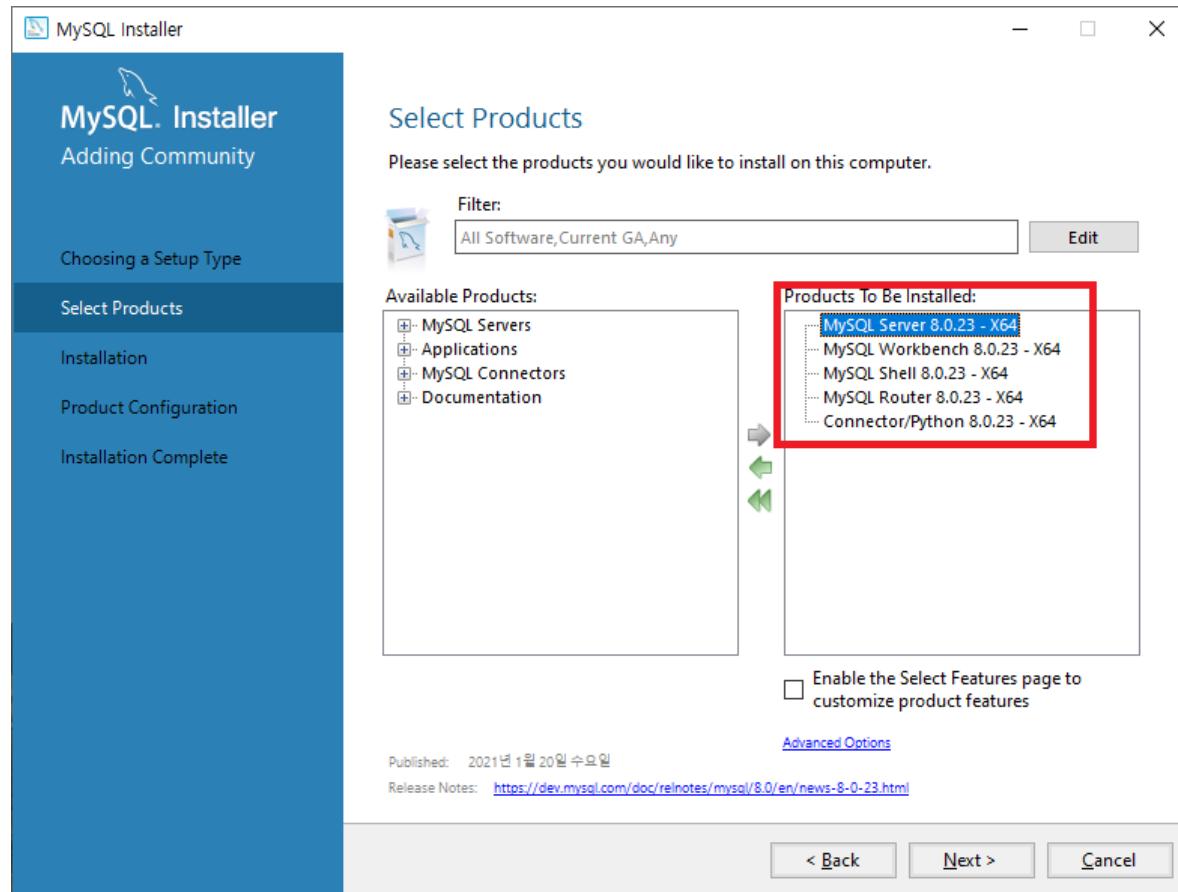 MySQL Installer
MySQL. Installer
Adding Community
Choosing a Setup Type
Select Products
Installation
Product Configuration
Installation Complete
Select Products
Please select the products you would like to install on this computer.
Filter:
All Software,Current GA,Any
Edit
Available Products:
MySQL Servers
Applications
MySQL Connectors
Documentation
Products To Be Installed:
MySQL Server 8.0.23 - X64
MySQL Workbench 8.0.23 - X64
MySQL Shell 8.0.23 - X64
MySQL Router 8.0.23 - X64
Connector/Python 8.0.23 - X64
Enable the Select Features page to
customize product features
Advanced Options
Published: 2021년 1월 20일 수요일
Release Notes: https://dev.mysql.com/doc/relnotes/mysql/8.0/en/news-8-0-23.html
< Back
Next >
Cancel